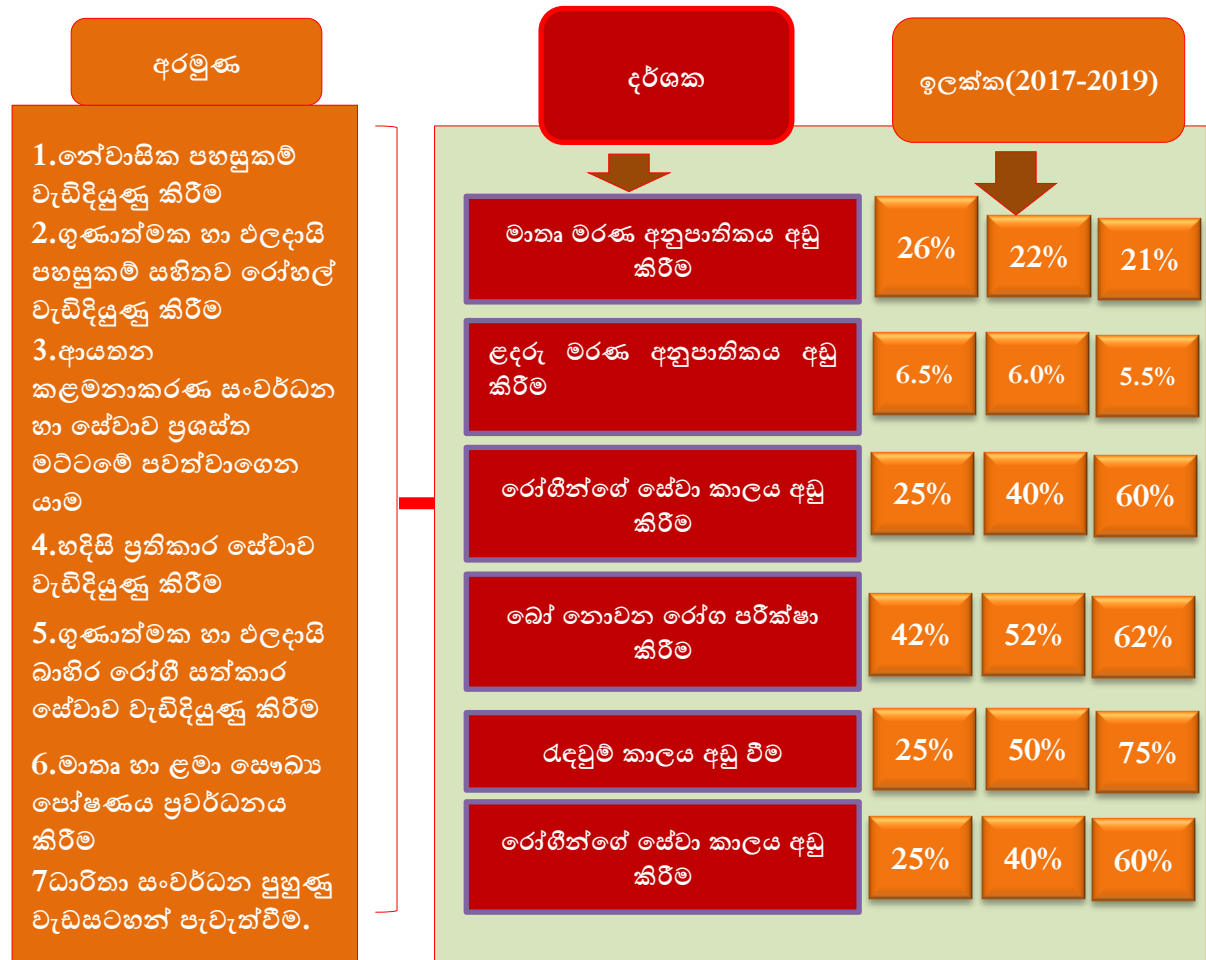 අරමුණ
1.නේවාසික පහසුකම්
වැඩිදියුණු කිරීම
2.ගුණාත්මක හා ඵලදායි
පහසුකම් සහිතව රෝහල්
වැඩිදියුණු කිරීම
3.ආයතන
කළමනාකරණ සංවර්ධන
හා සේවාව ප්‍රශස්ත
මට්ටමේ පවත්වාගෙන
යාම
4.හදිසි ප්‍රතිකාර සේවාව
වැඩිදියුණු කිරීම
5.ගුණාත්මක හා ඵලදායි
බාහිර රෝගී සත්කාර
සේවාව වැඩිදියුණු කිරීම
6.මාතෘ හා ළමා සෞඛ්‍ය
පෝෂණය ප්‍රවර්ධනය
කිරීම
7ධාරිතා සංවර්ධන පුහුණු
වැඩසටහන් පැවැත්වීම.
දර්ශක
ඉලක්ක(2017-2019)
මාතෘ මරණ අනුපාතිකය අඩු
කිරීම
26% 22% 21%
ළදරු මරණ අනුපාතිකය අඩු
කිරීම
6.5% 6.0% 5.5%
රෝගීන්ගේ සේවා කාලය අඩු
කිරීම
25% 40% 60%
බෝ නොවන රෝග පරීක්ෂා
කිරීම
42% 52% 62%
රැඳවුම් කාලය අඩු වීම
25% 50% 75%
රෝගීන්ගේ සේවා කාලය අඩු
කිරීම
25% 40% 60%